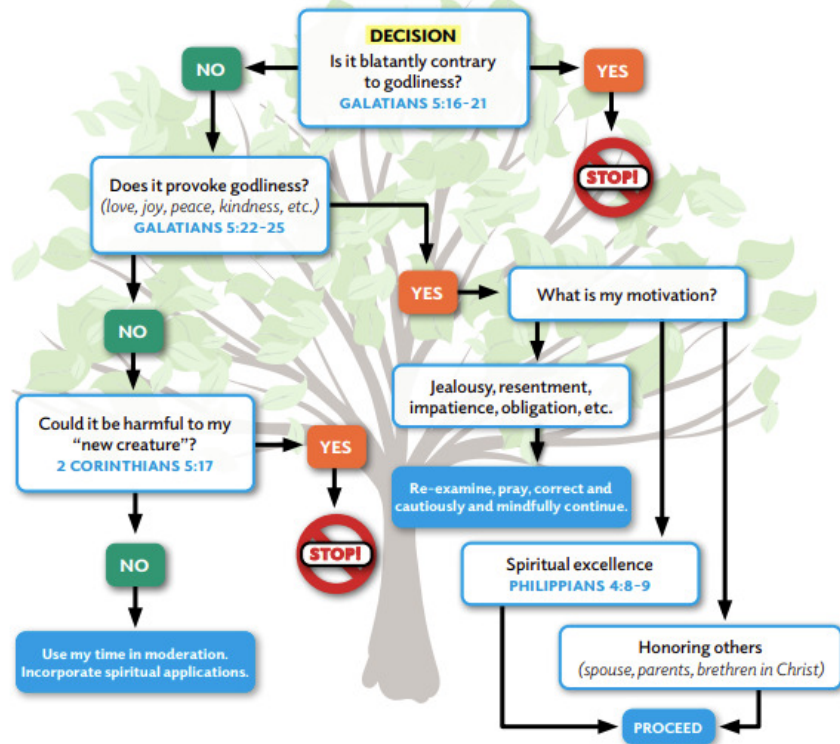 DECISION
Is it blatantly contrary
to godliness?
GALATIANS 5:16-21
NO
YES
STOP!
Does it provoke godliness?
(love, joy, peace, kindness, etc.)
GALATIANS 5:22-25
YES
What is my motivation?
NO
Jealousy, resentment,
impatience, obligation, etc.
Could it be harmful to my
“new creature”?
2 CORINTHIANS 5:17
YES
Re-examine, pray, correct and
cautiously and mindfully continue.
STOP!
NO
Spiritual excellence
PHILIPPIANS 4:8-9
Use my time in moderation.
Incorporate spiritual applications.
Honoring others
(spouse, parents, brethren in Christ)
PROCEED